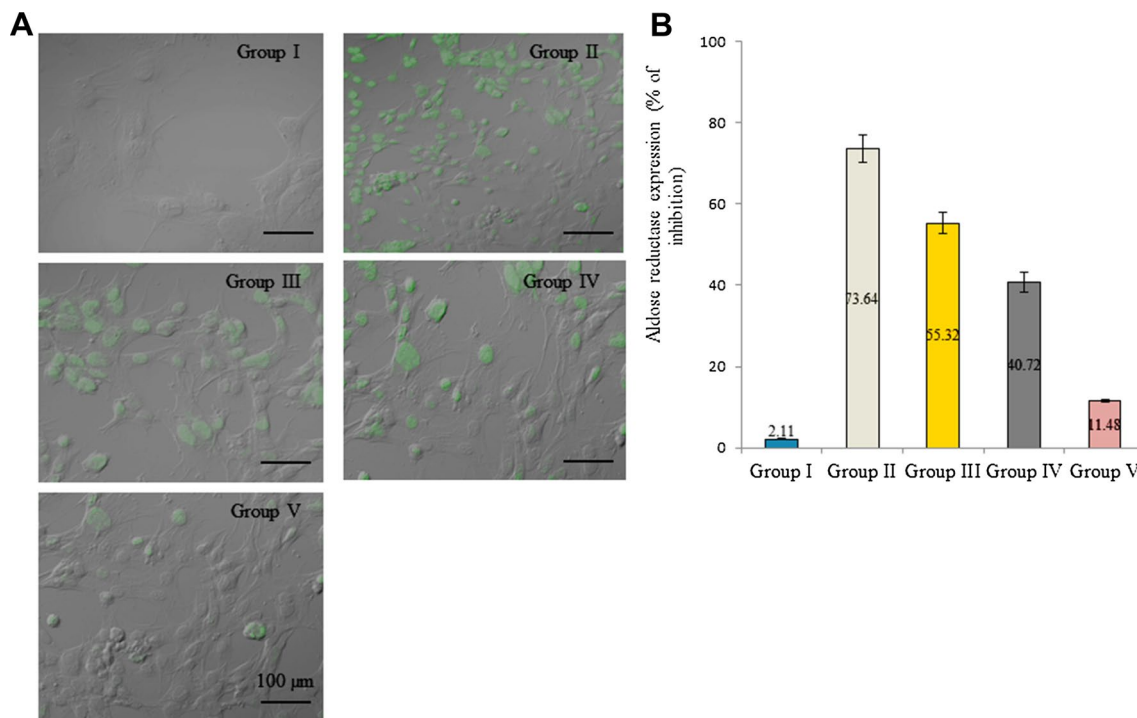 A
Group I
Group II
Group III
Group IV
Group V
100 µm
B
Aldose reductase expression (% of
inhibition)
100
80
60
40
20
0
2.11
73.64
55.32
40.72
11.48
Group I
Group II
Group III
Group IV
Group V